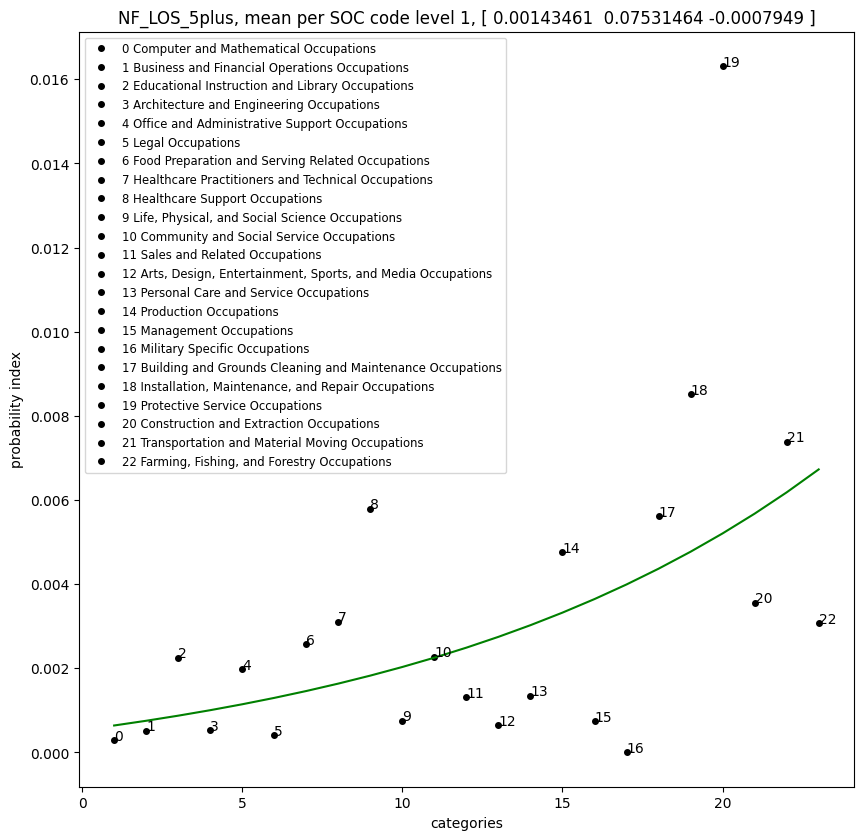 NF_LOS_5plus, mean per SOC code level 1, [ 0.00143461  0.07531464 -0.0007949 ]
0 Computer and Mathematical Occupations
1 Business and Financial Operations Occupations
2 Educational Instruction and Library Occupations
3 Architecture and Engineering Occupations
4 Office and Administrative Support Occupations
5 Legal Occupations
6 Food Preparation and Serving Related Occupations
7 Healthcare Practitioners and Technical Occupations
8 Healthcare Support Occupations
9 Life, Physical, and Social Science Occupations
10 Community and Social Service Occupations
11 Sales and Related Occupations
12 Arts, Design, Entertainment, Sports, and Media Occupations
13 Personal Care and Service Occupations
14 Production Occupations
15 Management Occupations
16 Military Specific Occupations
17 Building and Grounds Cleaning and Maintenance Occupations
18 Installation, Maintenance, and Repair Occupations
19 Protective Service Occupations
20 Construction and Extraction Occupations
21 Transportation and Material Moving Occupations
22 Farming, Fishing, and Forestry Occupations
probability index
0.016
0.014
0.012
0.010
0.008
0.006
0.004
0.002
0.000
0
1
2
3
4
5
6
7
8
9
10
11
12
13
14
15
16
17
18
19
20
21
22
0
5
10
15
20
categories